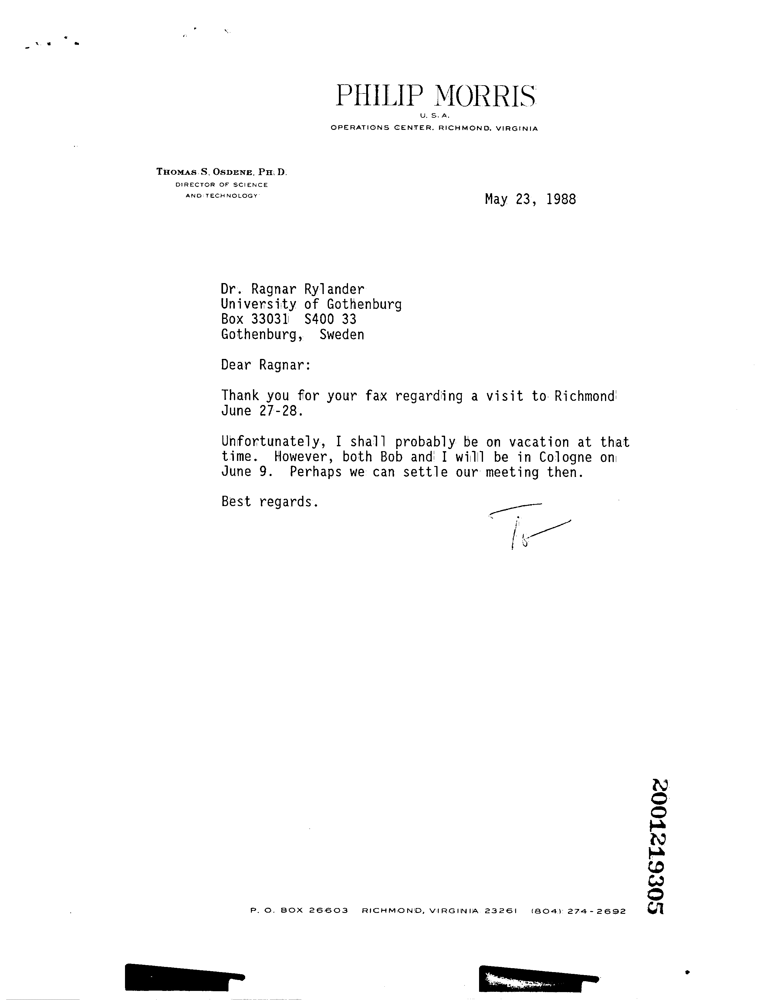 PHILIP MORRIS
U. S. A.
OPERATIONS CENTER, RICHMOND, VIRGINIA
THOMAS S. OSDENE, PH. D.
DIRECTOR OF SCIENCE
AND TECHNOLOGY
May 23, 1988
Dr. Ragnar Rylander
University of Gothenburg
Box 33031 S400 33
Gothenburg, Sweden
Dear Ragnar:
Thank you for your fax regarding a visit to Richmond
June 27-28.
Unfortunately, I shall probably be on vacation at that
time. However, both Bob and I will be in Cologne on
June 9. Perhaps we can settle our meeting then.
Best regards.
2001219305
P. O. BOX 26603 RICHMOND, VIRGINIA 23261 (804) 274-2692